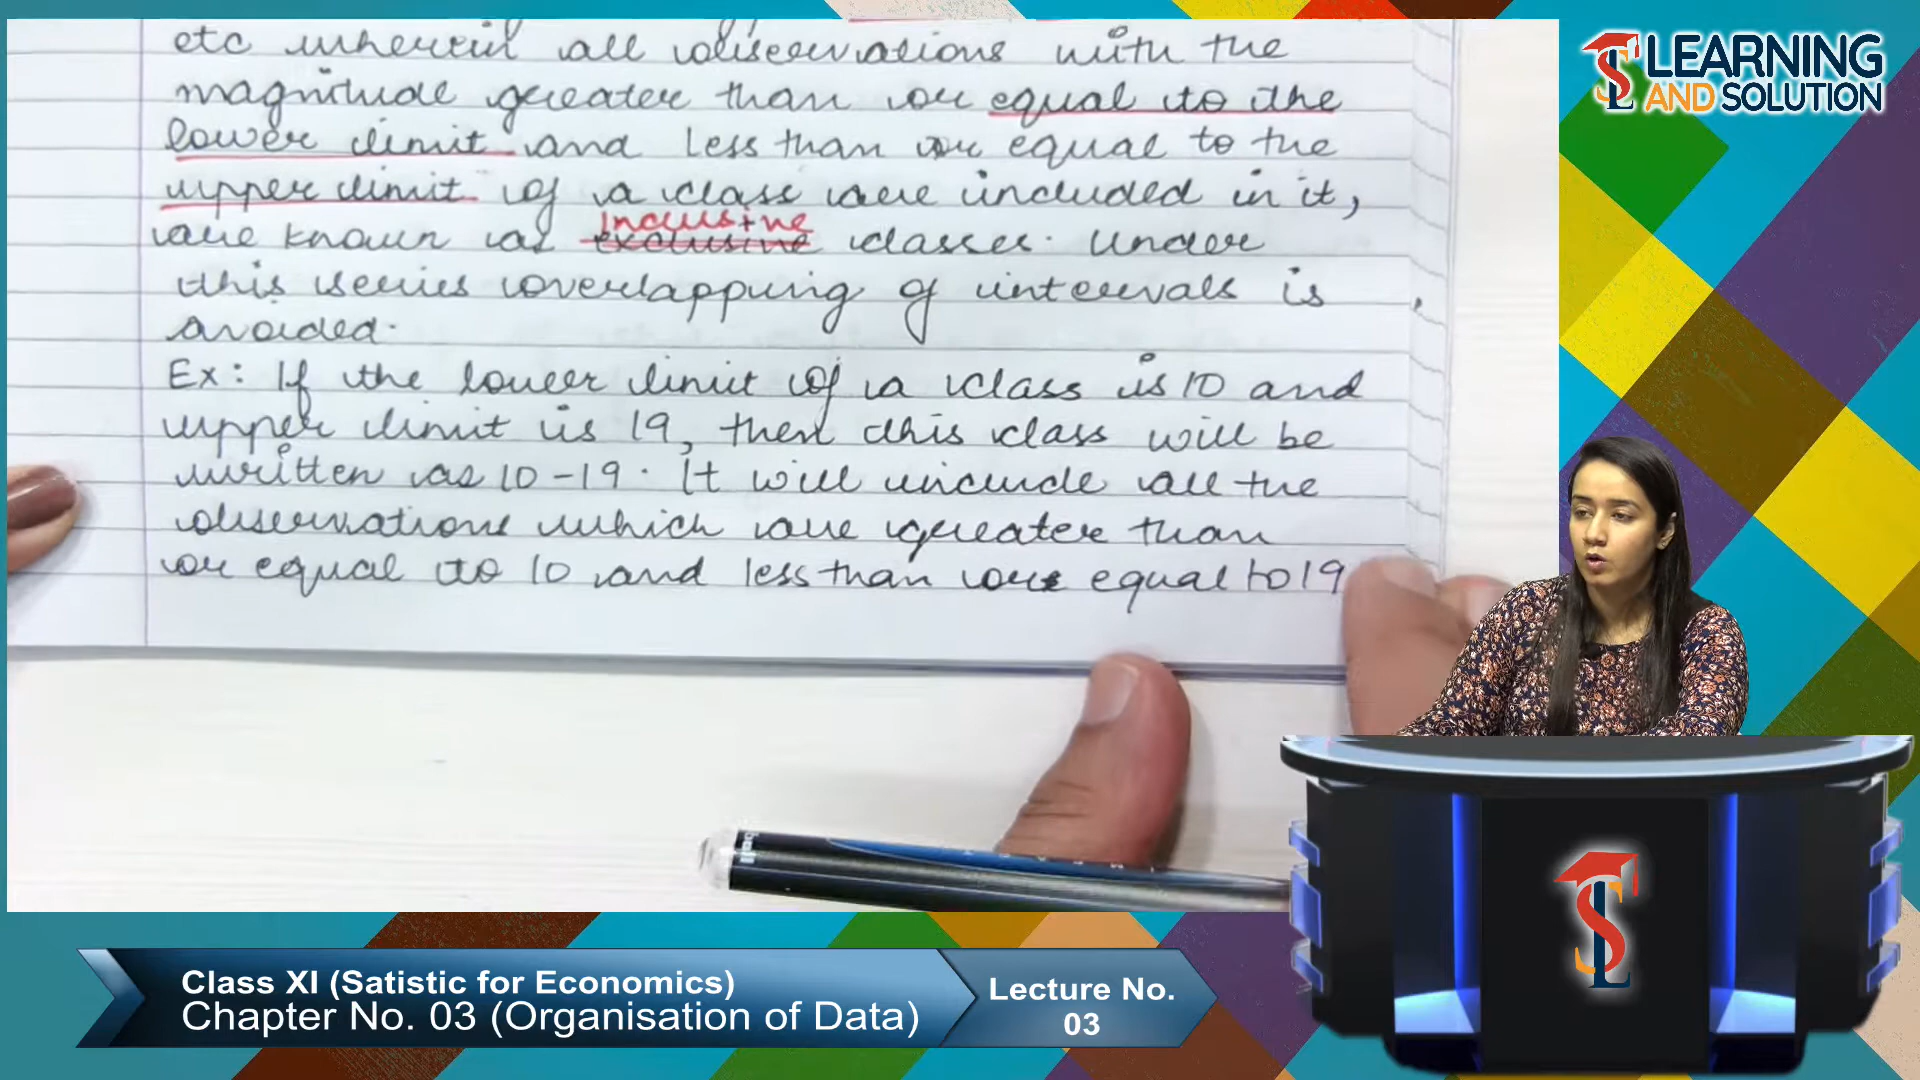 etc wherein all observations with the
magnitude greater than or equal to the
lower limit and less than or equal to the
upper limit of a class are included in it,
Inclusive
are known as exclusive classes. Under
this series overlapping of intervals is
avoided.
Ex: If the lower limit of a class is 10 and
upper limit is 19, then this class will be
written as 10-19. It will include all the
observations which are greater than
or equal to 10 and less than or equal to 19
ball
LEARNING
AND SOLUTION
SL
Class XI (Satistic for Economics)
Chapter No. 03 (Organisation of Data)
Lecture No.
03